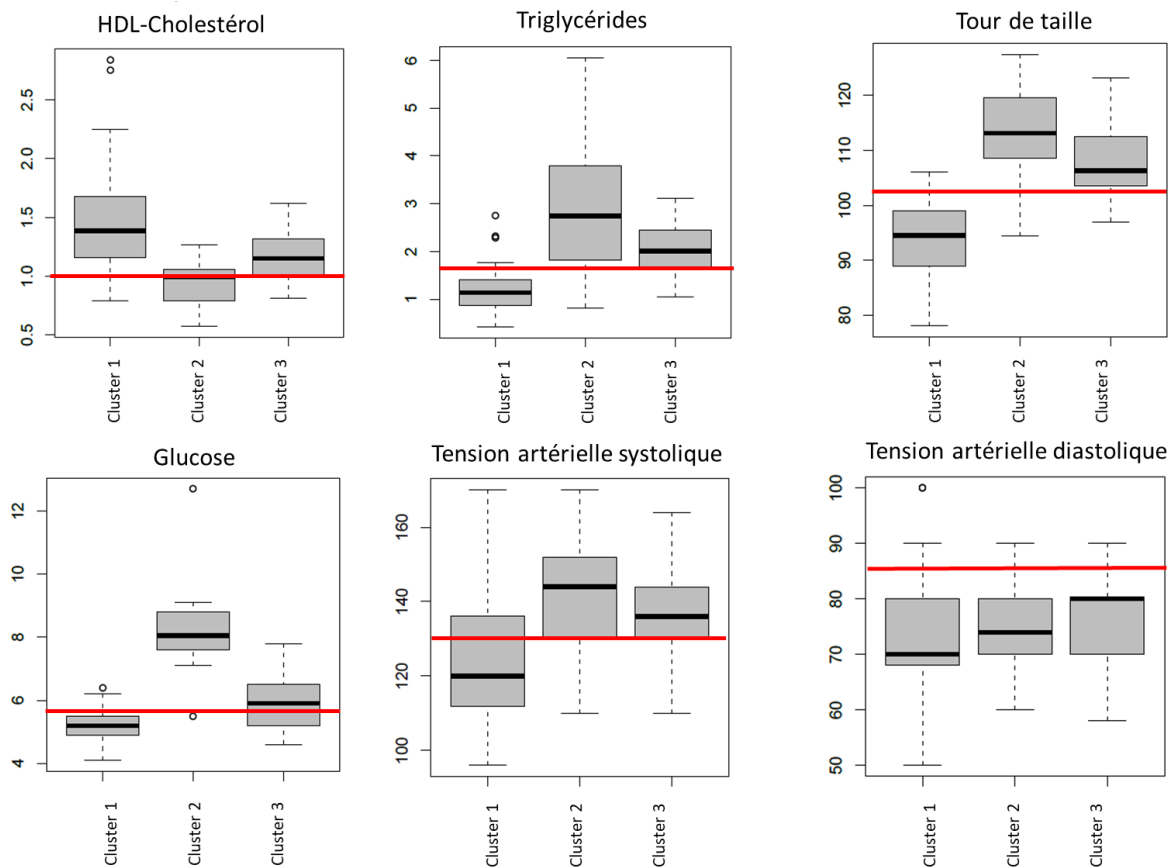 HDL-Cholestérol
2.5
2.0
1.5
1.0
0.5
Cluster 1
Cluster 2
Cluster 3
Triglycérides
6
5
4
3
2
1
Cluster 1
Cluster 2
Cluster 3
Tour de taille
120
110
100
90
80
Cluster 1
Cluster 2
Cluster 3
Glucose
12
10
8
6
4
Cluster 1
Cluster 2
Cluster 3
Tension artérielle systolique
160
140
120
100
Cluster 1
Cluster 2
Cluster 3
Tension artérielle diastolique
100
90
80
70
60
50
Cluster 1
Cluster 2
Cluster 3